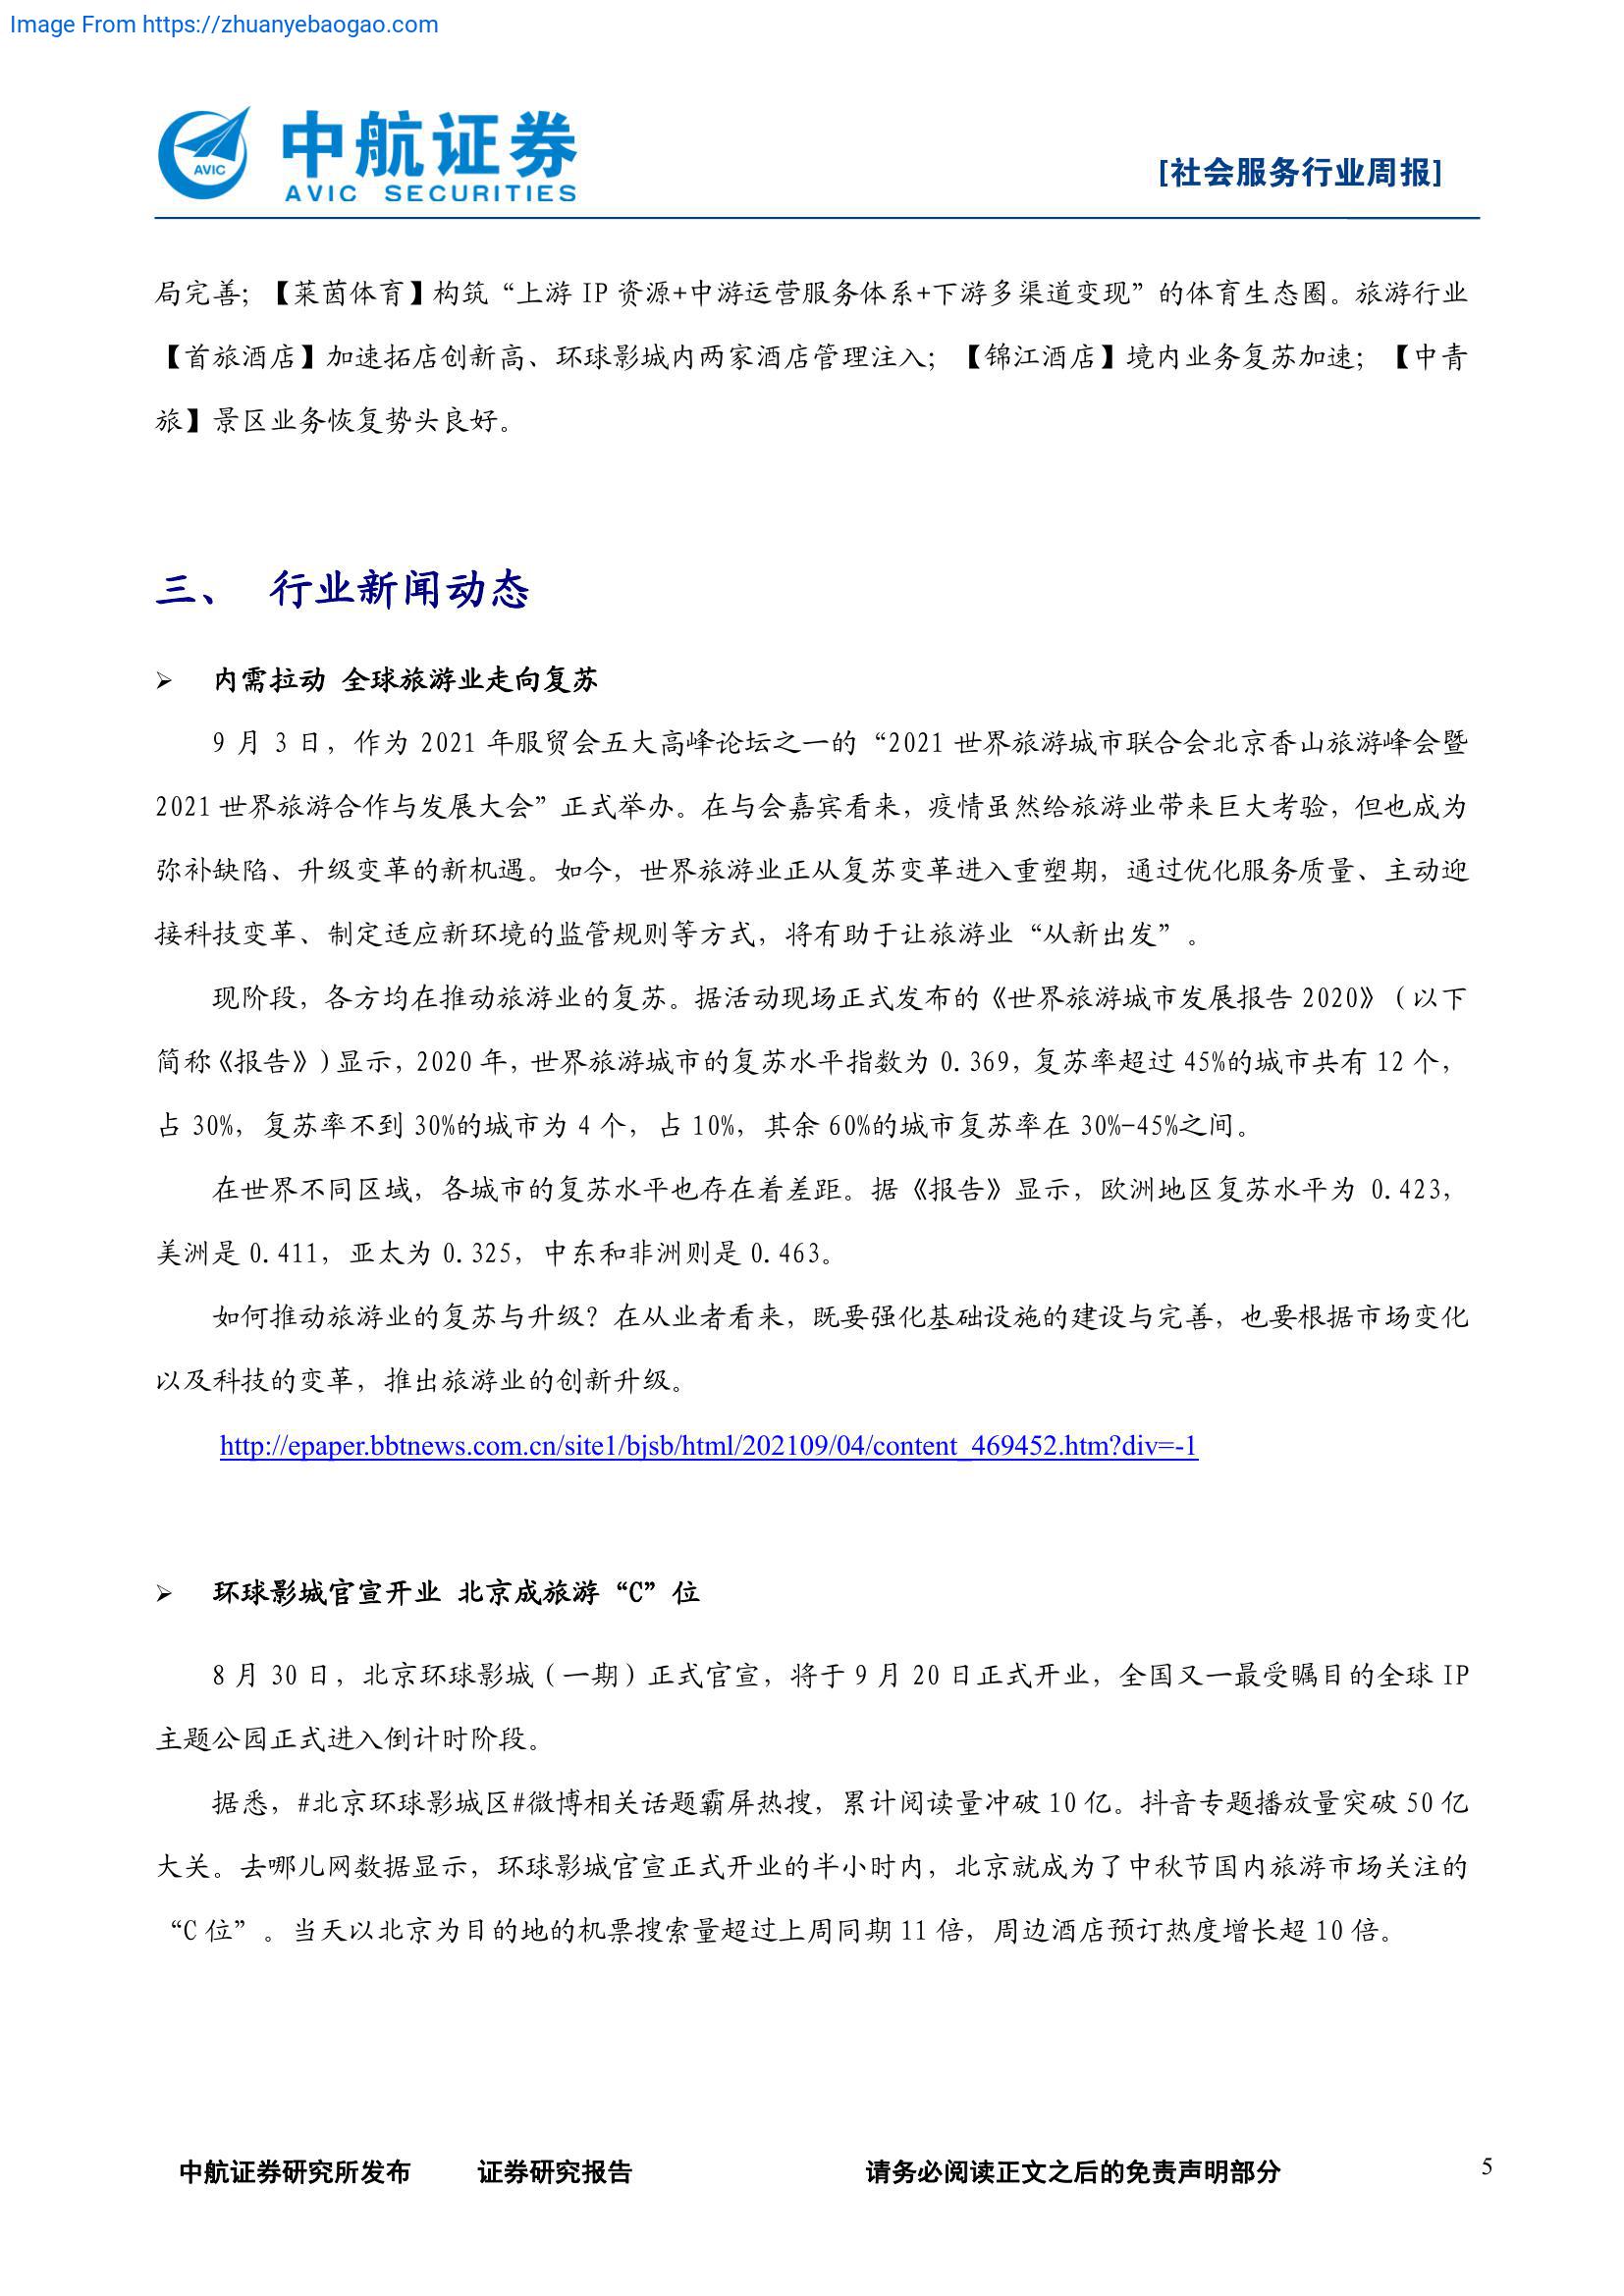 Image From https://zhuanyebaogao.com
AVIC
中航证券
AVIC SECURITIES
[社会服务行业周报]
局完善；【莱茵体育】构筑“上游 IP 资源+中游运营服务体系+下游多渠道变现”的体育生态圈。旅游行业
【首旅酒店】加速拓店创新高、环球影城内两家酒店管理注入；【锦江酒店】境内业务复苏加速；【中青
旅】景区业务恢复势头良好。
三、 行业新闻动态
➢ 内需拉动 全球旅游业走向复苏
9 月 3 日，作为 2021 年服贸会五大高峰论坛之一的“2021 世界旅游城市联合会北京香山旅游峰会暨
2021 世界旅游合作与发展大会”正式举办。在与会嘉宾看来，疫情虽然给旅游业带来巨大考验，但也成为
弥补缺陷、升级变革的新机遇。如今，世界旅游业正从复苏变革进入重塑期，通过优化服务质量、主动迎
接科技变革、制定适应新环境的监管规则等方式，将有助于让旅游业“从新出发”。
现阶段，各方均在推动旅游业的复苏。据活动现场正式发布的《世界旅游城市发展报告 2020》（以下
简称《报告》）显示，2020 年，世界旅游城市的复苏水平指数为 0.369，复苏率超过 45%的城市共有 12 个，
占 30%，复苏率不到 30%的城市为 4 个，占 10%，其余 60%的城市复苏率在 30%-45%之间。
在世界不同区域，各城市的复苏水平也存在着差距。据《报告》显示，欧洲地区复苏水平为 0.423，
美洲是 0.411，亚太为 0.325，中东和非洲则是 0.463。
如何推动旅游业的复苏与升级？在从业者看来，既要强化基础设施的建设与完善，也要根据市场变化
以及科技的变革，推出旅游业的创新升级。
http://epaper.bbtnews.com.cn/site1/bjsb/html/202109/04/content_469452.htm?div=-1
➢ 环球影城官宣开业 北京成旅游“C”位
8 月 30 日，北京环球影城（一期）正式官宣，将于 9 月 20 日正式开业，全国又一最受瞩目的全球 IP
主题公园正式进入倒计时阶段。
据悉，#北京环球影城区#微博相关话题霸屏热搜，累计阅读量冲破 10 亿。抖音专题播放量突破 50 亿
大关。去哪儿网数据显示，环球影城官宣正式开业的半小时内，北京就成为了中秋节国内旅游市场关注的
“C 位”。当天以北京为目的地的机票搜索量超过上周同期 11 倍，周边酒店预订热度增长超 10 倍。
中航证券研究所发布 证券研究报告 请务必阅读正文之后的免责声明部分 5